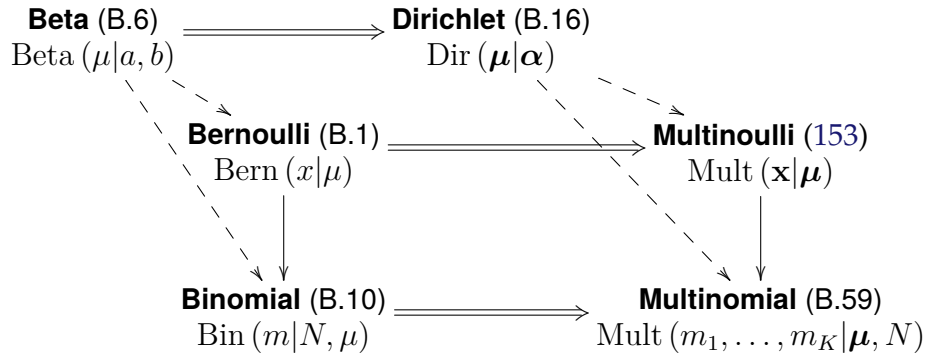 Beta (B.6)
Beta (μ|a, b)
Dirichlet (B.16)
Dir (μ|α)
Bernoulli (B.1)
Bern (x|μ)
Multinoulli (153)
Mult (x|μ)
Binomial (B.10)
Bin (m|N, μ)
Multinomial (B.59)
Mult (m₁, . . . , m_K|μ, N)